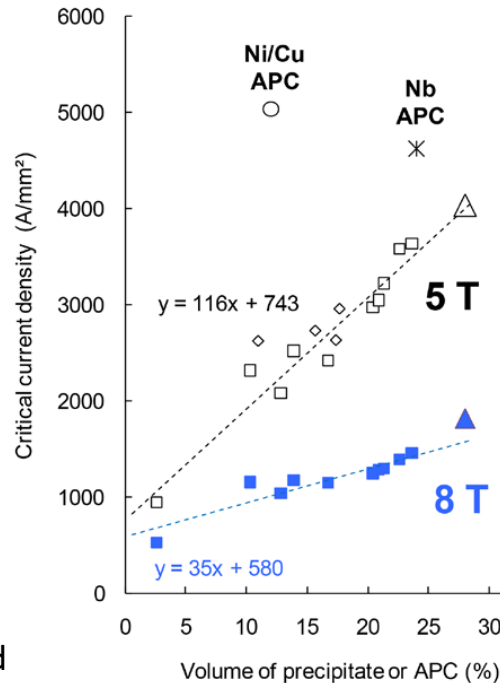 6000
5000
4000
3000
2000
1000
0
Critical current density (A/mm²)
Ni/Cu
APC
Nb
APC
y = 116x + 743
5 T
8 T
y = 35x + 580
0 5 10 15 20 25 30
d
Volume of precipitate or APC (%)